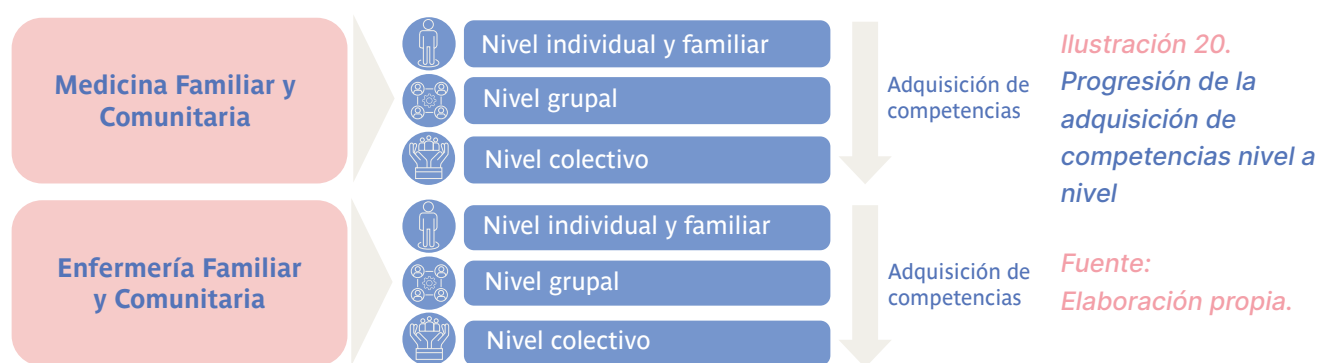 Medicina Familiar y
Comunitaria
Nivel individual y familiar
Nivel grupal
Nivel colectivo
Adquisición de
competencias
Enfermería Familiar
y Comunitaria
Nivel individual y familiar
Nivel grupal
Nivel colectivo
Adquisición de
competencias
Ilustración 20.
Progresión de la
adquisición de
competencias nivel a
nivel
Fuente:
Elaboración propia.